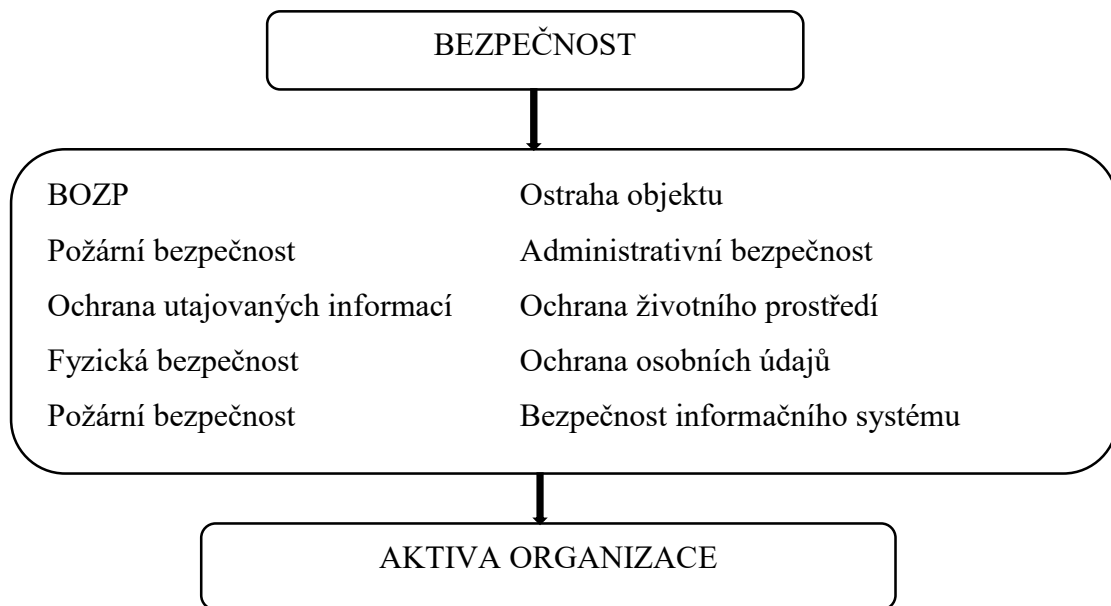 BEZPEČNOST
BOZP Ostraha objektu
Požární bezpečnost Administrativní bezpečnost
Ochrana utajovaných informací Ochrana životního prostředí
Fyzická bezpečnost Ochrana osobních údajů
Požární bezpečnost Bezpečnost informačního systému
AKTIVA ORGANIZACE